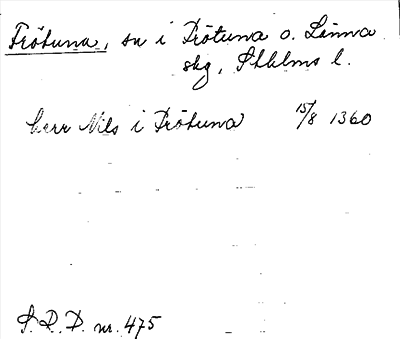 Frötuna, sn i Frötuna o. Länna
skg, Sthlms l.
herr Nils i Frötuna 15/8 1360
S.R.D. nr. 475